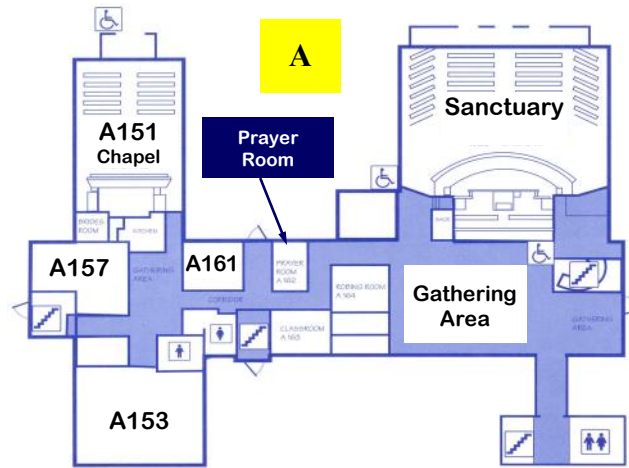 A
Sanctuary
A151
Chapel
Prayer
Room
BRIDES
ROOM
KITCHEN
A157
GATHERING
AREA
A161
PRAYER
ROOM
A 162
CORRIDOR
ROBING ROOM
A 164
CLASSROOM
A 163
Gathering
Area
GATHERING
AREA
A153